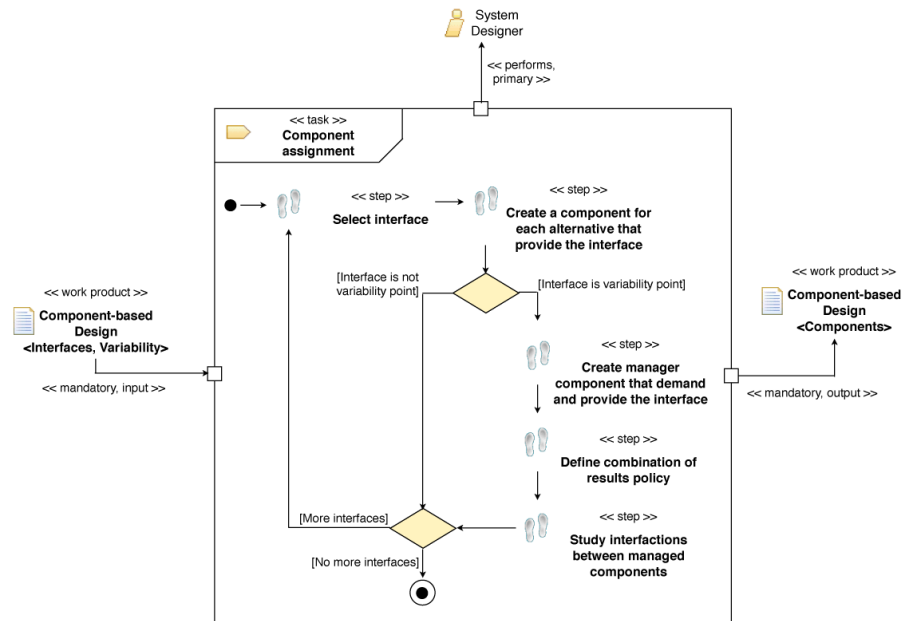 System
Designer
<< performs,
primary >>
<< task >>
Component
assignment
<< step >>
Select interface
<< step >>
Create a component for
each alternative that
provide the interface
[Interface is not
variability point]
[Interface is variability point]
<< work product >>
Component-based
Design
<Interfaces, Variability>
<< mandatory, input >>
<< work product >>
Component-based
Design
<Components>
<< mandatory, output >>
<< step >>
Create manager
component that demand
and provide the interface
<< step >>
Define combination of
results policy
<< step >>
Study interfactions
between managed
components
[More interfaces]
[No more interfaces]